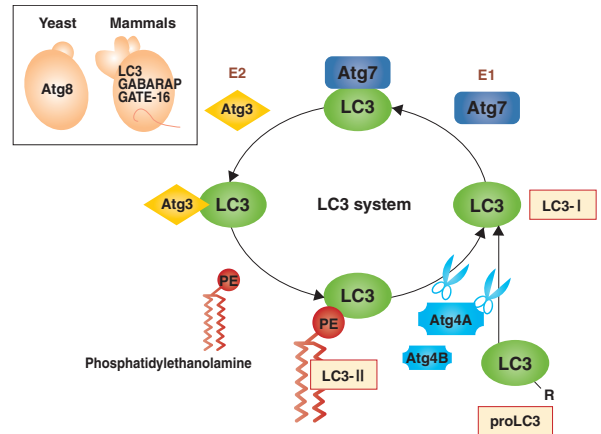 Yeast
Mammals
Atg8
LC3
GABARAP
GATE-16
E2
Atg3
Atg7
LC3
E1
Atg7
Atg3
LC3
LC3 system
LC3
LC3-I
PE
Phosphatidylethanolamine
LC3
PE
LC3-II
Atg4A
Atg4B
LC3
R
proLC3